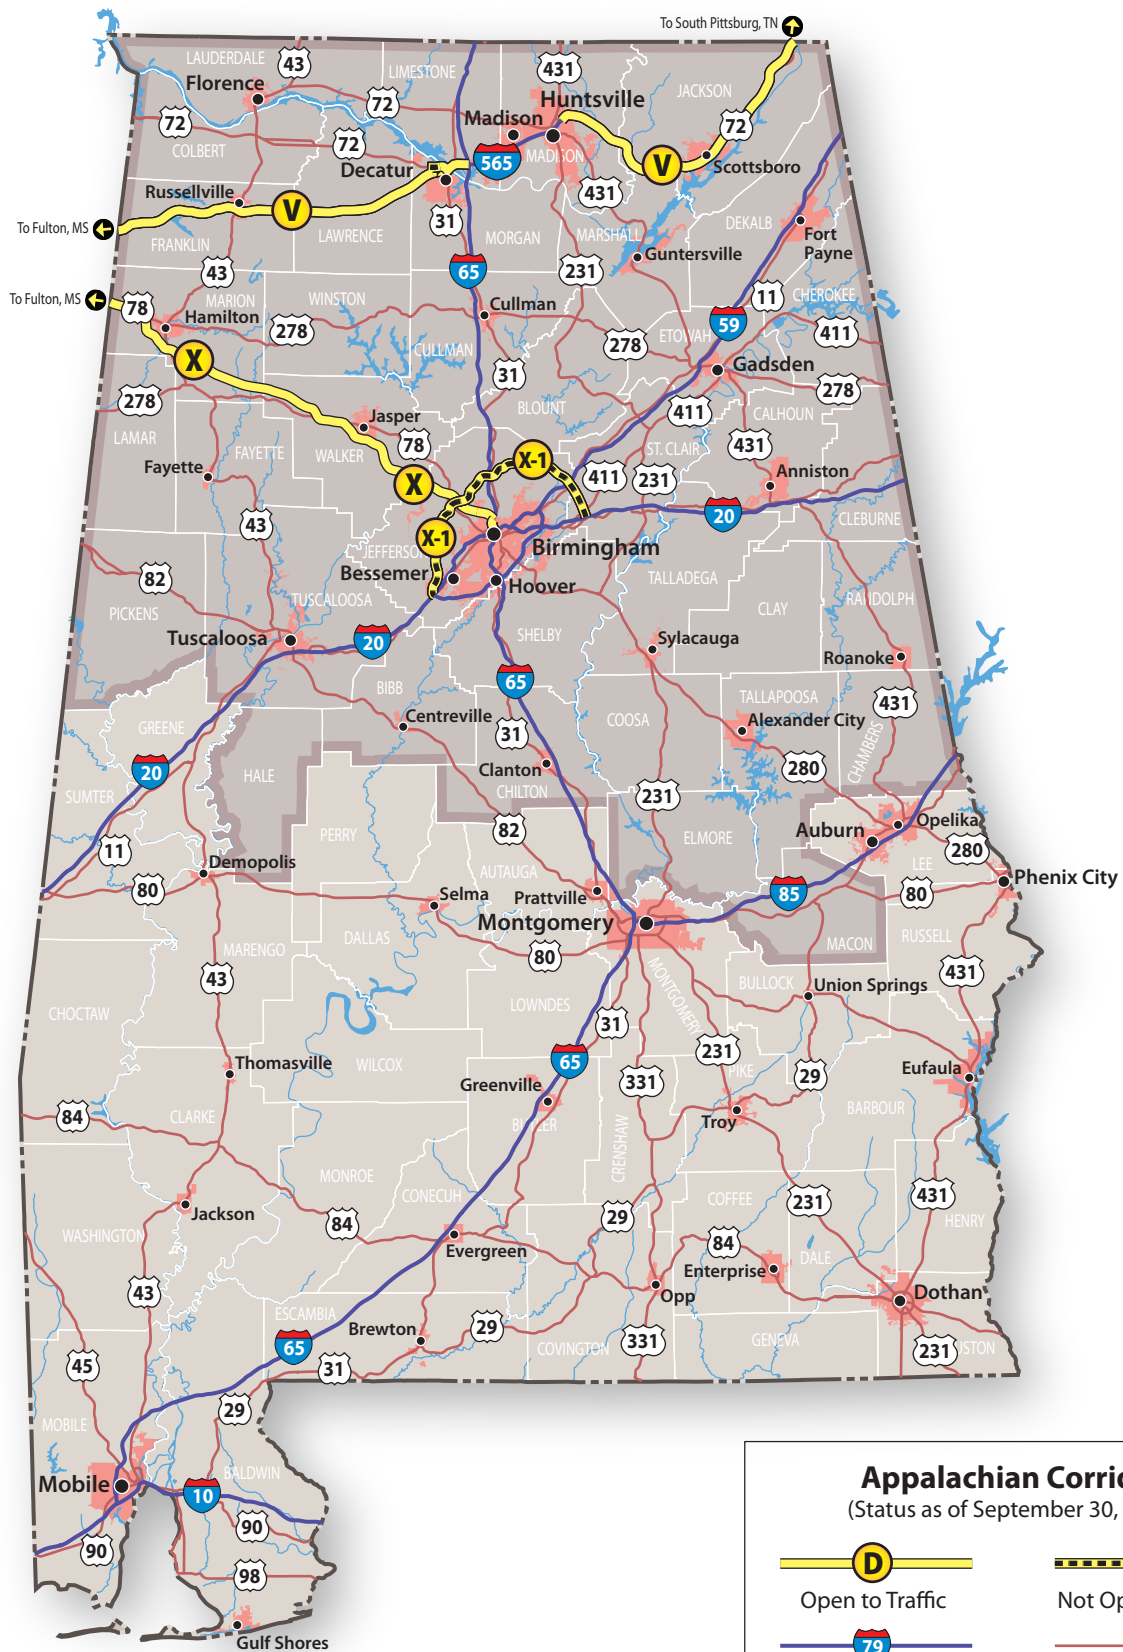 To South Pittsburg, TN
LAUDERDALE
43
LIMESTONE
431
JACKSON
Florence
72
Huntsville
Madison
72
72
72
COLBERT
565
MADISON
V
Decatur
Scottsboro
Russellville
431
V
31
DEKALB
To Fulton, MS
FRANKLIN
LAWRENCE
MORGAN
MARSHALL
Fort
Payne
Guntersville
43
65
231
To Fulton, MS
78
MARION
WINSTON
11
CHEROKEE
Hamilton
Cullman
278
59
ETOWAH
411
278
CULLMAN
X
Gadsden
31
278
278
BLOUNT
411
CALHOUN
Jasper
LAMAR
78
431
FAYETTE
WALKER
ST. CLAIR
X-1
Fayette
Anniston
X
411
231
20
43
CLEBURNE
X-1
JEFFERSON
Birmingham
82
Bessemer
TALLADEGA
Hoover
TUSCALOOSA
RANDOLPH
PICKENS
CLAY
Tuscaloosa
20
SHELBY
Sylacauga
Roanoke
65
BIBB
TALLAPOOSA
431
Centreville
COOSA
Alexander City
GREENE
31
CHAMBERS
20
HALE
Clanton
280
SUMTER
CHILTON
231
Opelika
PERRY
82
ELMORE
Auburn
11
280
Demopolis
AUTAUGA
LEE
Phenix City
80
Selma
Prattville
85
80
Montgomery
DALLAS
RUSSELL
MARENGO
80
MACON
43
MONTGOMERY
431
BULLOCK
Union Springs
LOWNDES
CHOCTAW
31
231
Thomasville
WILCOX
65
Eufaula
PIKE
Greenville
331
29
84
CLARKE
BUTLER
Troy
BARBOUR
CRENSHAW
MONROE
CONECUH
COFFEE
231
431
Jackson
84
29
HENRY
WASHINGTON
Evergreen
84
DALE
Enterprise
43
Opp
Dothan
ESCAMBIA
Brewton
29
65
COVINGTON
331
GENEVA
231
USTON
45
31
29
MOBILE
BALDWIN
Mobile
10
90
90
98
Gulf Shores
Appalachian Corric
(Status as of September 30,
D
Open to Traffic
Not Op
79